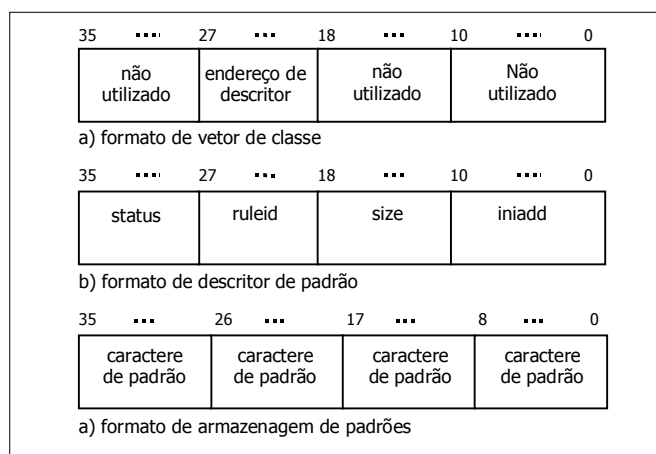 35 .... 27 ... 18 ... 10 .... 0
não utilizado
endereço de descritor
não utilizado
Não Utilizado
a) formato de vetor de classe
35 .... 27 ... 18 ... 10 .... 0
status ruleid size iniadd
b) formato de descritor de padrão
35 ... 26 ... 17 ... 8 ... 0
caractere de padrão
caractere de padrão
caractere de padrão
caractere de padrão
a) formato de armazenagem de padrões